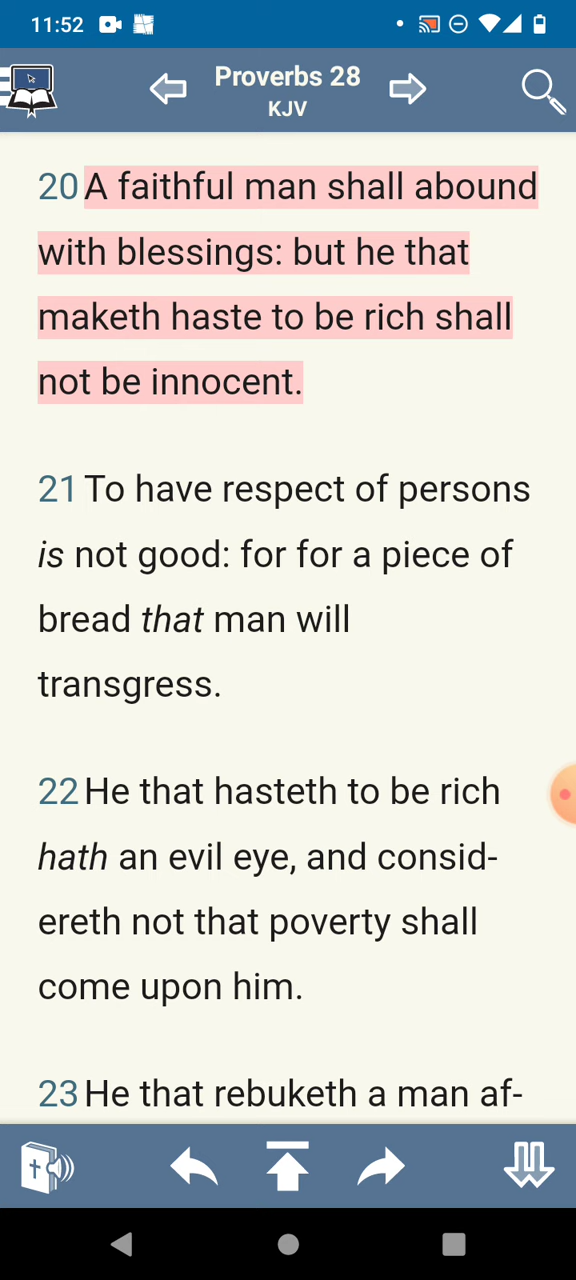 11:52
Proverbs 28
KJV
20 A faithful man shall abound
with blessings: but he that
maketh haste to be rich shall
not be innocent.
21 To have respect of persons
is not good: for for a piece of
bread that man will
transgress.
22 He that hasteth to be rich
hath an evil eye, and consid-
ereth not that poverty shall
come upon him.
23 He that rebuketh a man af-